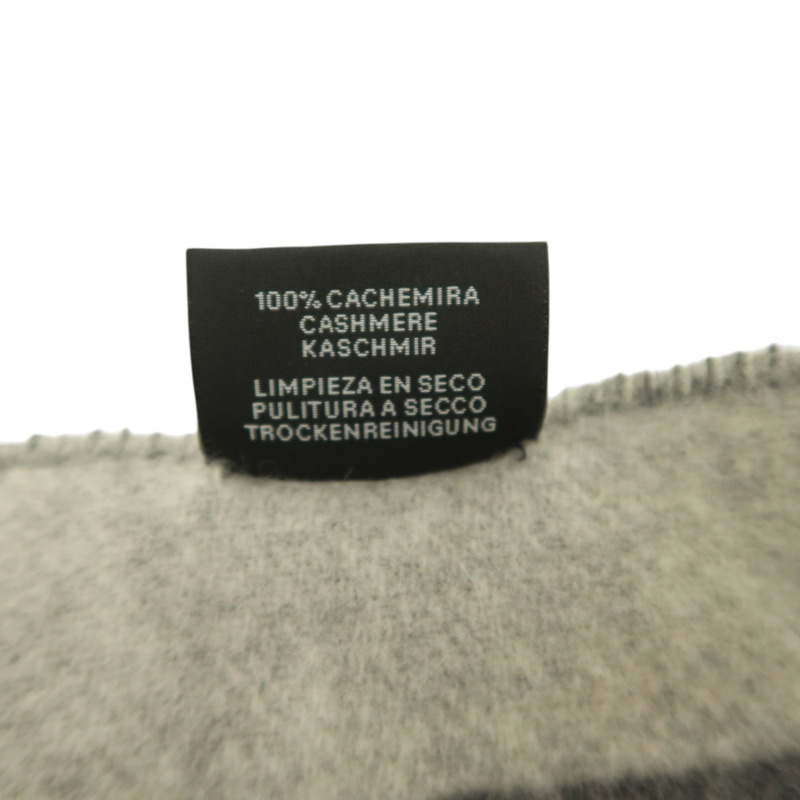 100% CACHEMIRA
CASHMERE
KASCHMIR
LIMPIEZA EN SECO
PULITURA A SECCO
TROCKENREINIGUNG